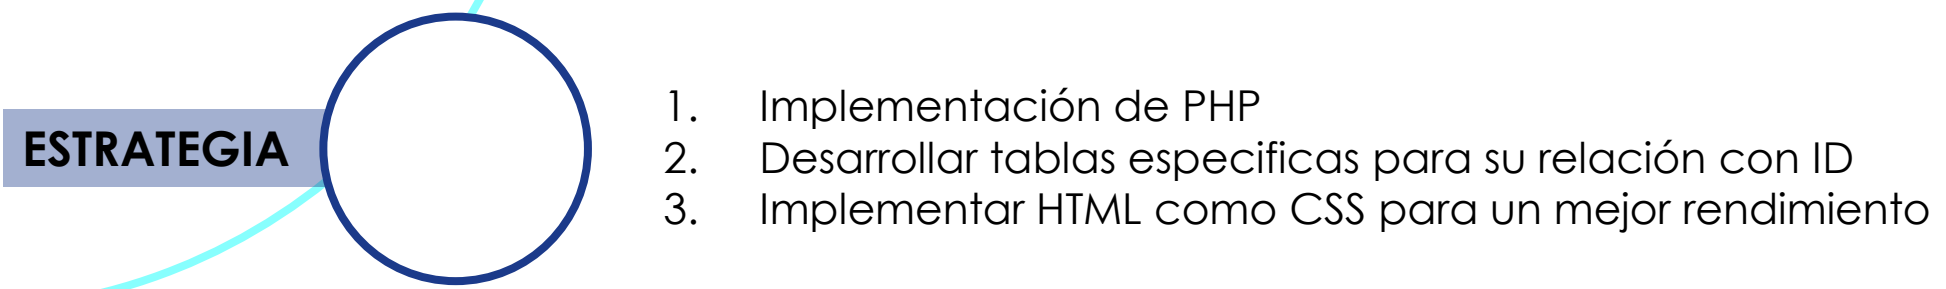 ESTRATEGIA
1. Implementación de PHP
2. Desarrollar tablas especificas para su relación con ID
3. Implementar HTML como CSS para un mejor rendimiento